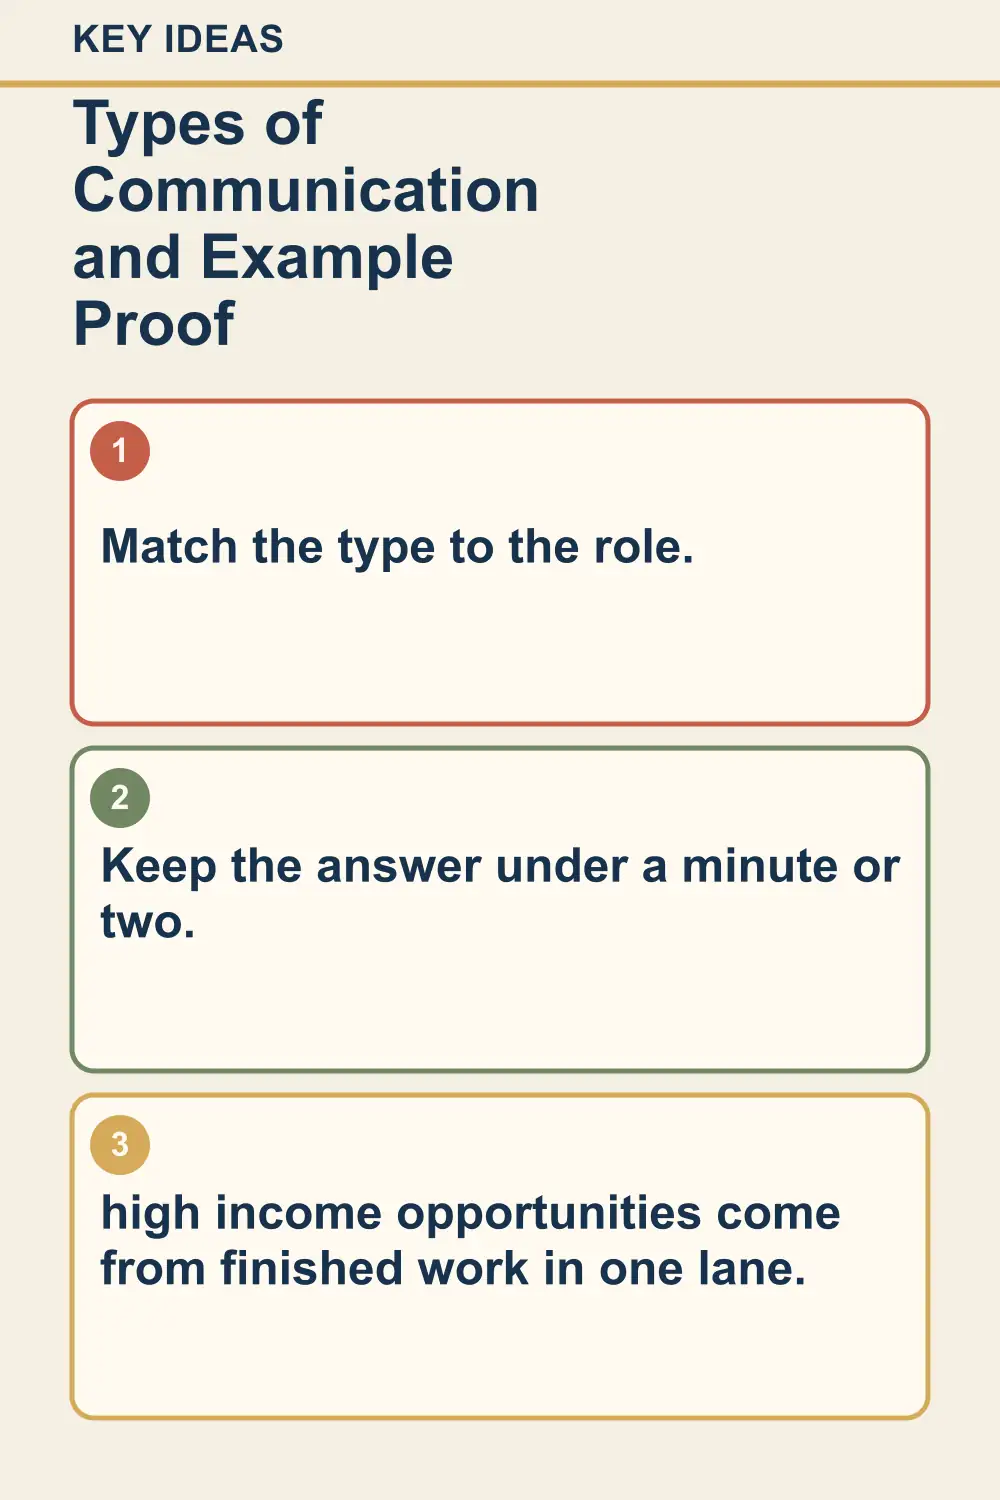 KEY IDEAS
Types of
Communication
and Example
Proof
1
Match the type to the role.
2
Keep the answer under a minute or
two.
3
high income opportunities come
from finished work in one lane.